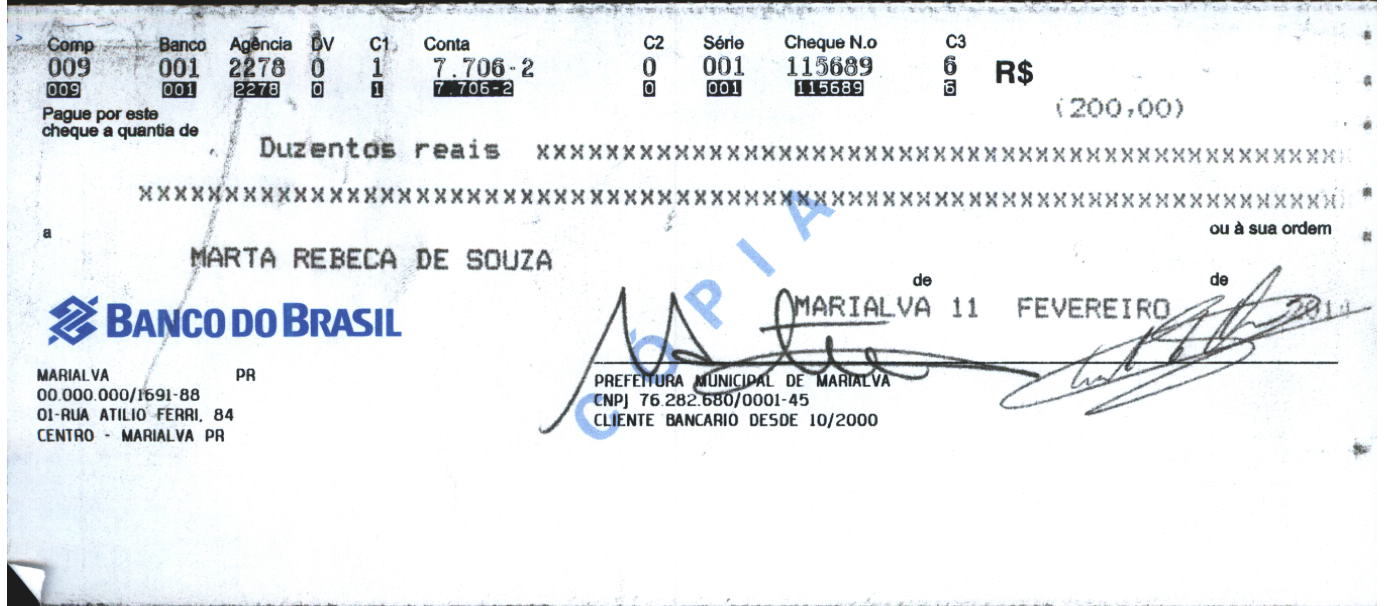 Comp Banco Agência DV C1 Conta C2 Série Cheque N.o C3
009 001 2278 0 1 7.706-2 0 001 115689 6 R$
009 001 2278 0 1 7.706-2 0 001 115689 6
(200,00)
Pague por este
cheque a quantia de
Duzentos reais xxxxxxxxxxxxxxxxxxxxxxxxxxxxxxxxxxxxxxxxxxxxxxx
xxxxxxxxxxxxxxxxxxxxxxxxxxxxxxxxxxxxxxxxxxxxxxxxxxxxxxxxxxxxxxxxxxxxxx
a ou à sua ordem
MARTA REBECA DE SOUZA
de de
MARIALVA 11 FEVEREIRO 2014
BANCO DO BRASIL
CÓPIA
MARIALVA PR
00.000.000/1691-88
01-RUA ATILIO FERRI, 84
CENTRO - MARIALVA PR
PREFEITURA MUNICIPAL DE MARIALVA
CNPJ 76.282.680/0001-45
CLIENTE BANCARIO DESDE 10/2000